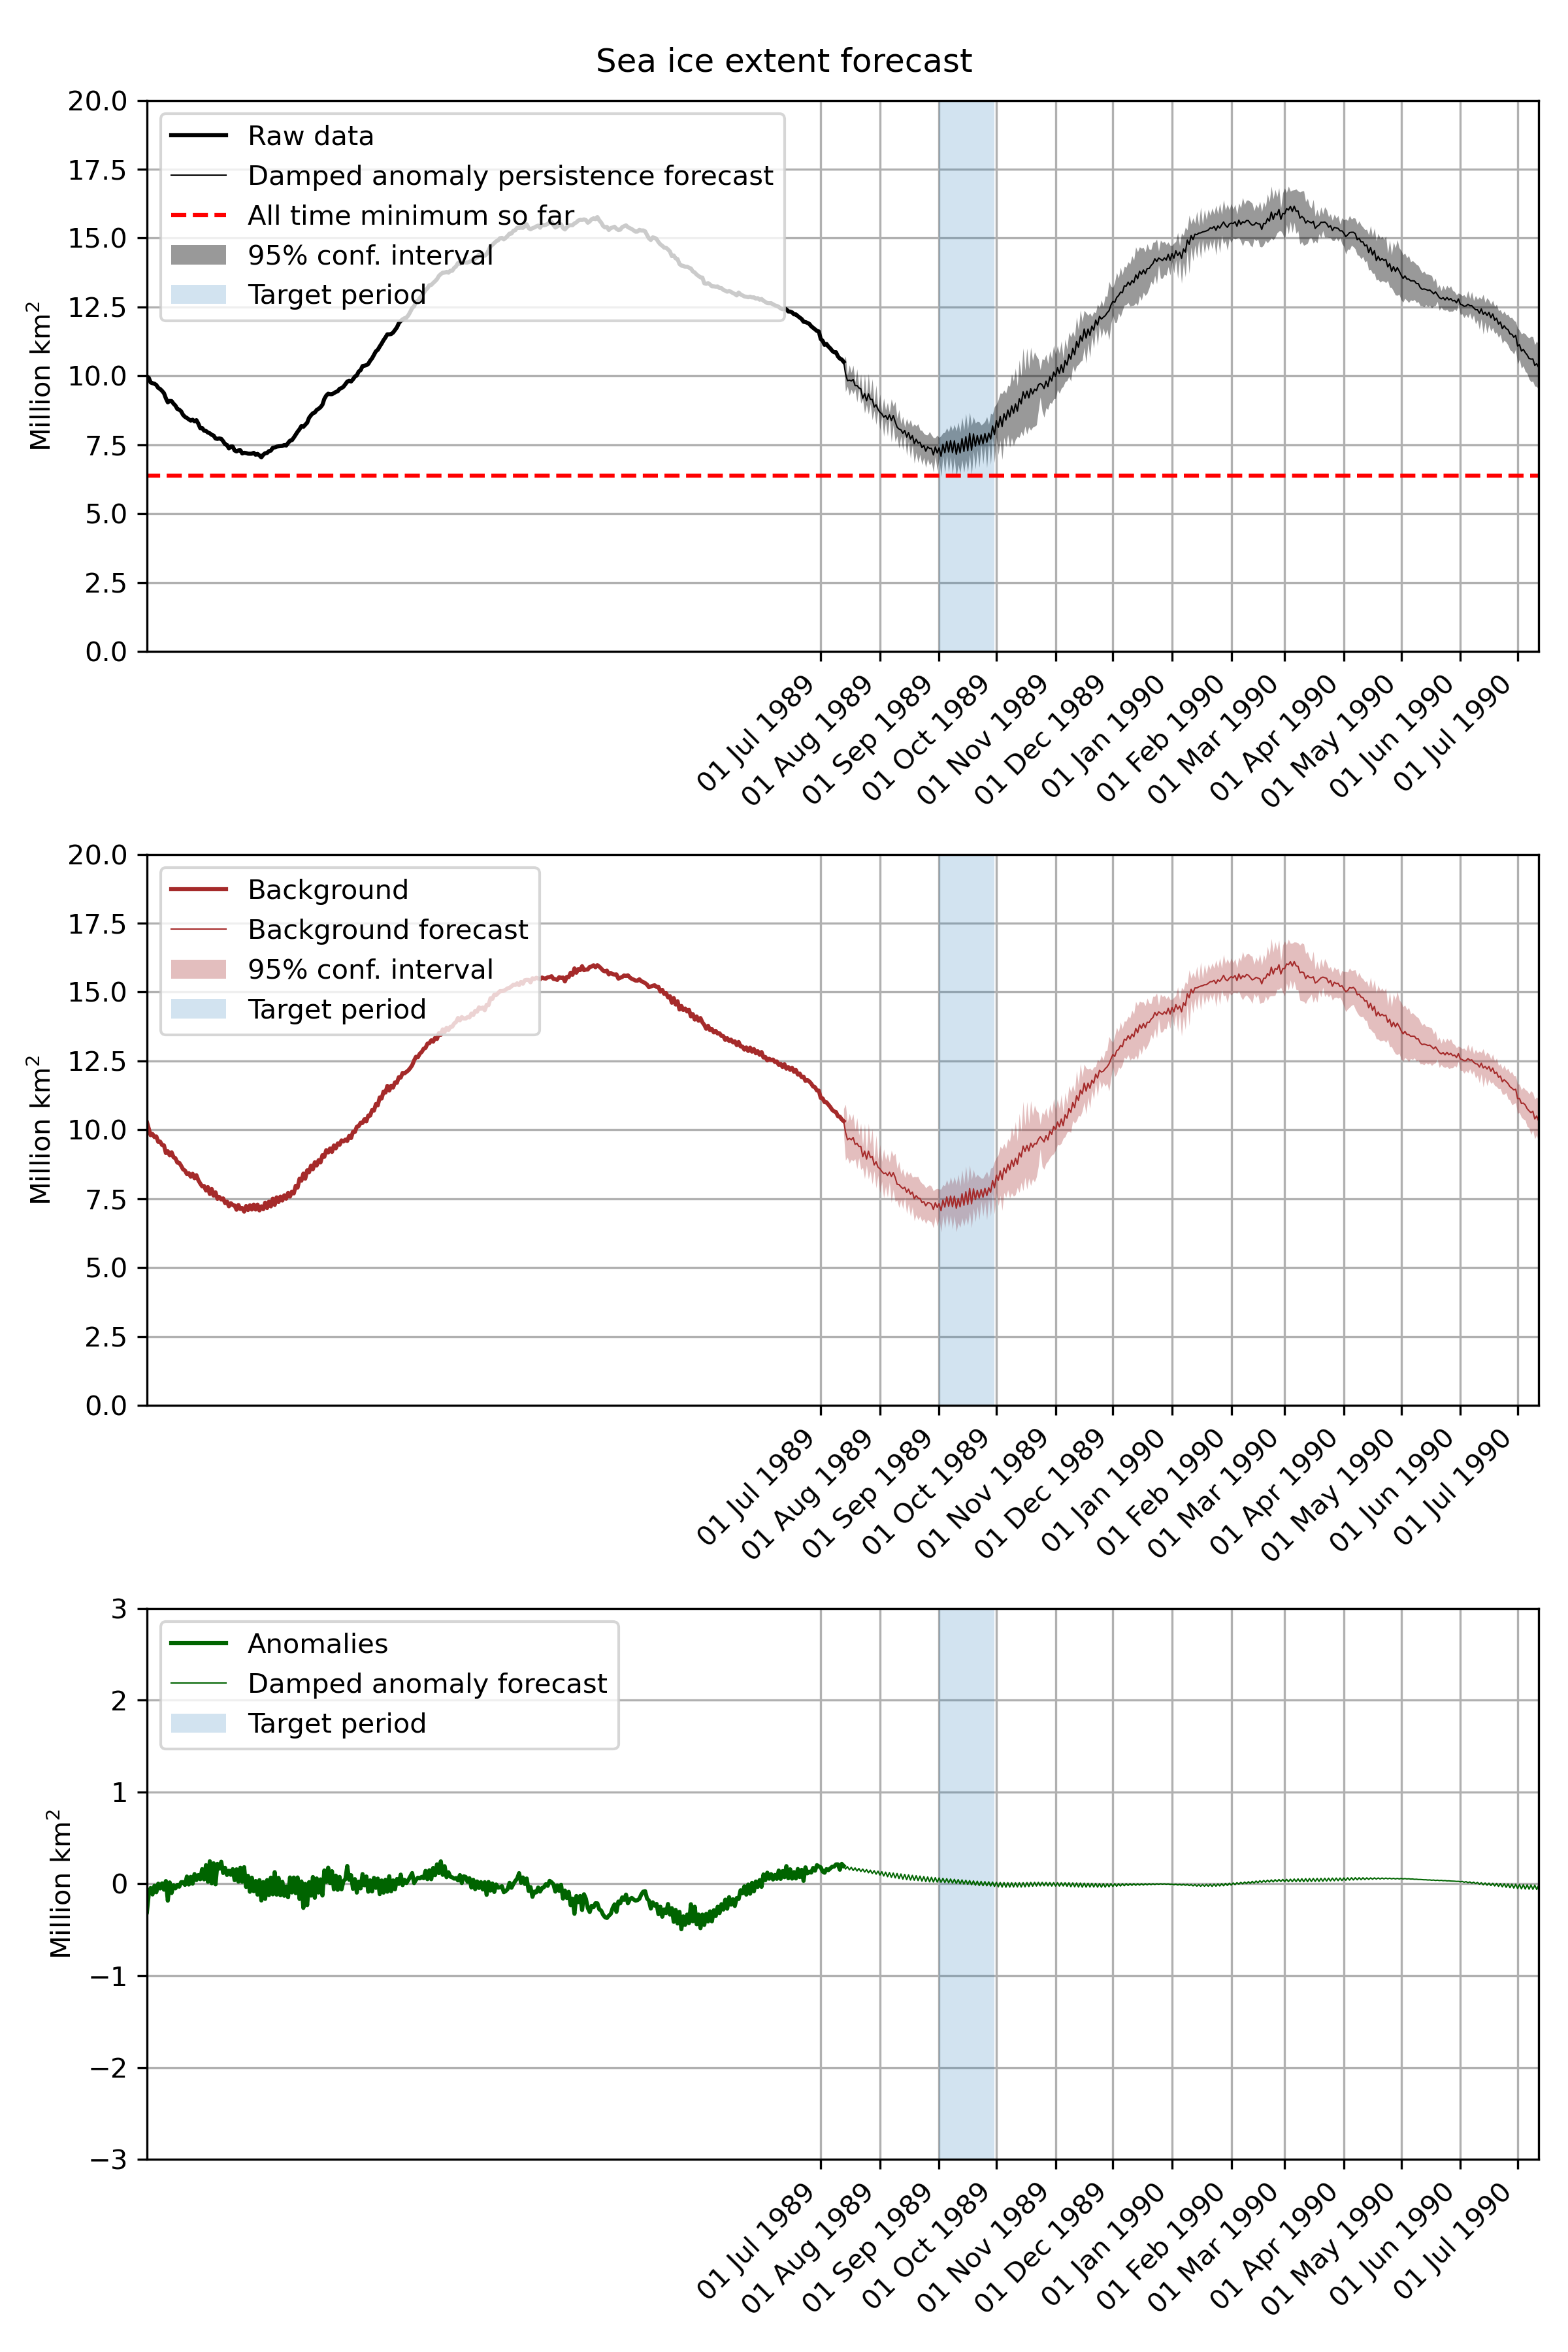 Sea ice extent forecast
20.0
17.5
15.0
12.5
10.0
7.5
5.0
2.5
0.0
Million km²
Raw data
Damped anomaly persistence forecast
All time minimum so far
95% conf. interval
Target period
01 Jul 1989
01 Aug 1989
01 Sep 1989
01 Oct 1989
01 Nov 1989
01 Dec 1989
01 Jan 1990
01 Feb 1990
01 Mar 1990
01 Apr 1990
01 May 1990
01 Jun 1990
01 Jul 1990
20.0
17.5
15.0
12.5
10.0
7.5
5.0
2.5
0.0
Million km²
Background
Background forecast
95% conf. interval
Target period
01 Jul 1989
01 Aug 1989
01 Sep 1989
01 Oct 1989
01 Nov 1989
01 Dec 1989
01 Jan 1990
01 Feb 1990
01 Mar 1990
01 Apr 1990
01 May 1990
01 Jun 1990
01 Jul 1990
3
2
1
0
−1
−2
−3
Million km²
Anomalies
Damped anomaly forecast
Target period
01 Jul 1989
01 Aug 1989
01 Sep 1989
01 Oct 1989
01 Nov 1989
01 Dec 1989
01 Jan 1990
01 Feb 1990
01 Mar 1990
01 Apr 1990
01 May 1990
01 Jun 1990
01 Jul 1990